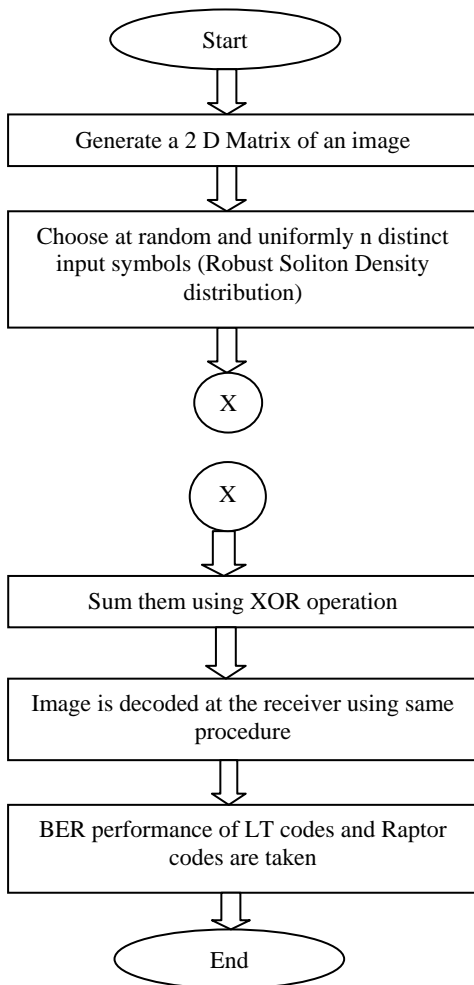 Start
Generate a 2 D Matrix of an image
Choose at random and uniformly n distinct
input symbols (Robust Soliton Density
distribution)
X
X
Sum them using XOR operation
Image is decoded at the receiver using same
procedure
BER performance of LT codes and Raptor
codes are taken
End